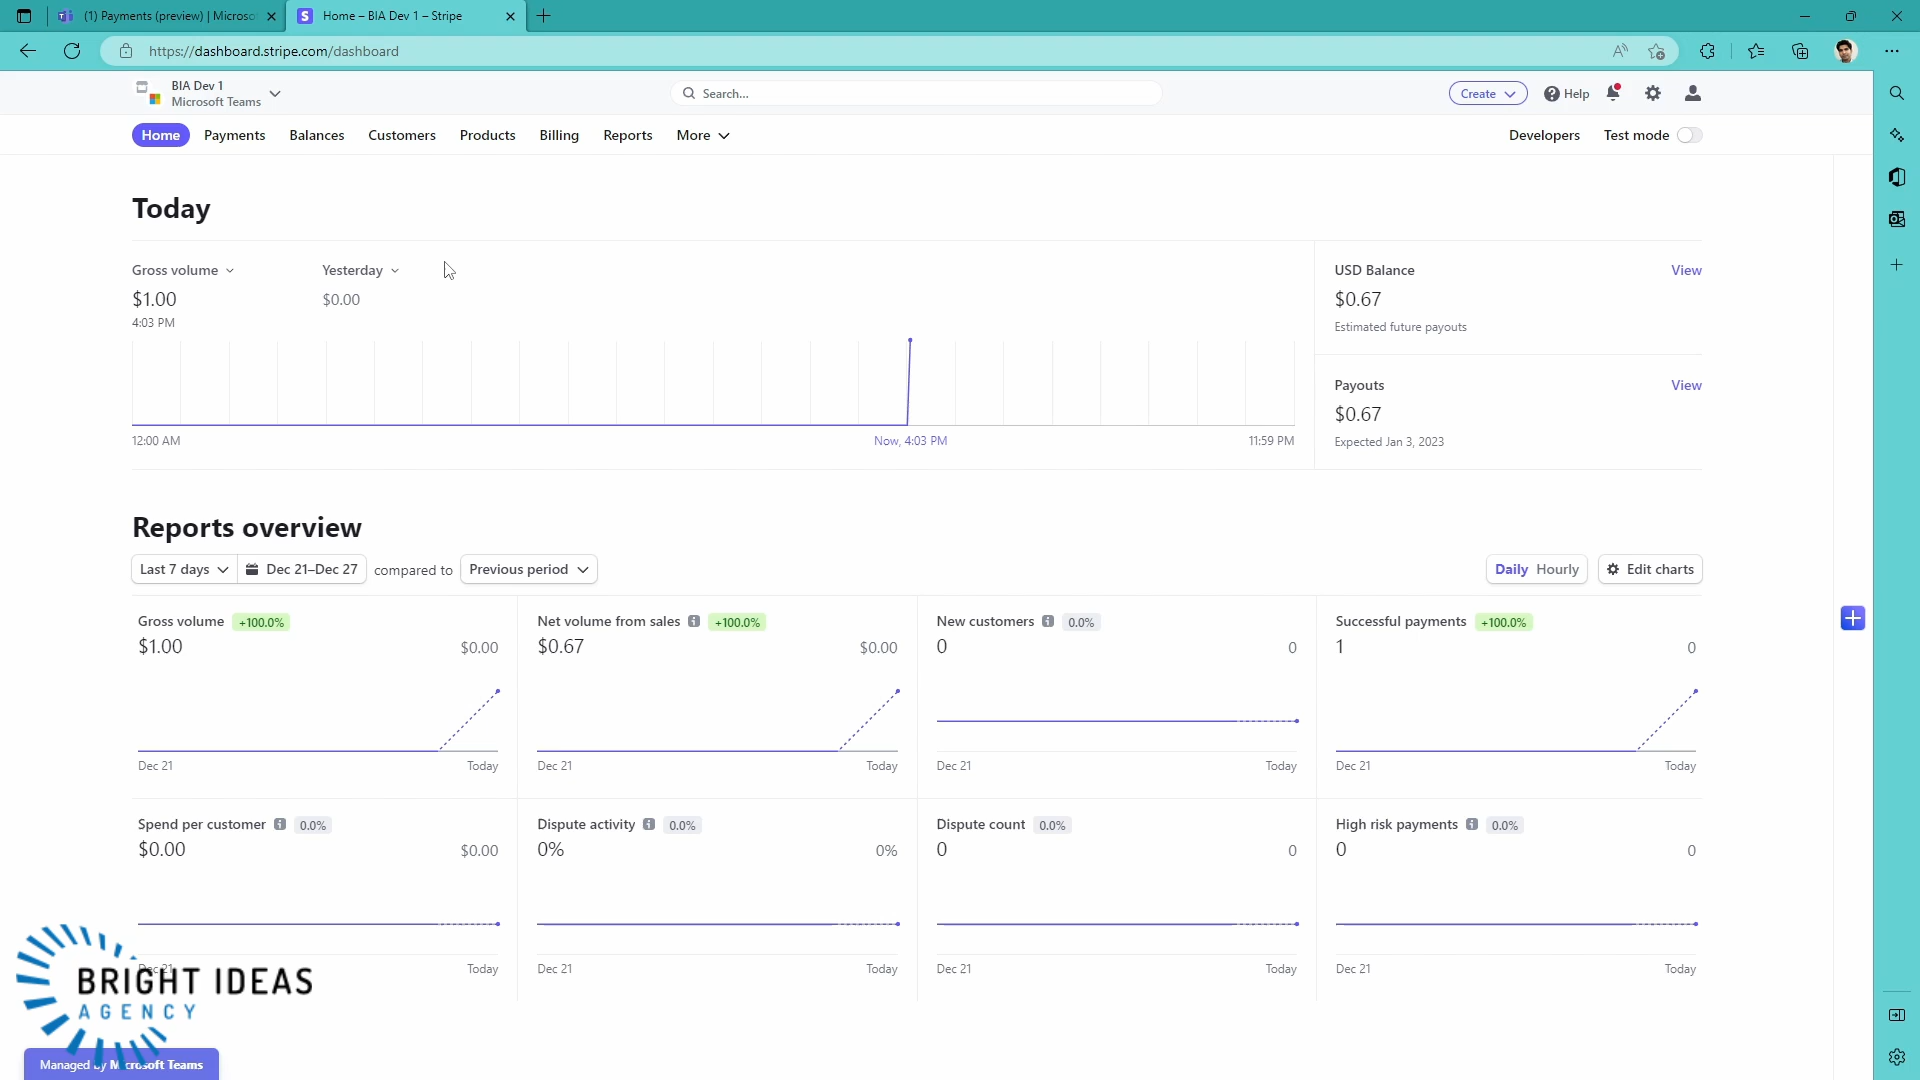 (1) Payments (preview) | Microso
Home – BIA Dev 1 – Stripe
https://dashboard.stripe.com/dashboard
BIA Dev 1
Microsoft Teams
Search...
Create
Help
Home Payments Balances Customers Products Billing Reports More
Developers Test mode
Today
Gross volume
$1.00
4:03 PM
Yesterday
$0.00
12:00 AM
Now, 4:03 PM
11:59 PM
USD Balance
View
$0.67
Estimated future payouts
Payouts
View
$0.67
Expected Jan 3, 2023
Reports overview
Last 7 days Dec 21–Dec 27 compared to Previous period
Daily Hourly Edit charts
Gross volume +100.0%
$1.00 $0.00
Dec 21 Today
Net volume from sales +100.0%
$0.67 $0.00
Dec 21 Today
New customers 0.0%
0 0
Dec 21 Today
Successful payments +100.0%
1 0
Dec 21 Today
Spend per customer 0.0%
$0.00 $0.00
Dec 21 Today
Dispute activity 0.0%
0% 0%
Dec 21 Today
Dispute count 0.0%
0 0
Dec 21 Today
High risk payments 0.0%
0 0
Dec 21 Today
BRIGHT IDEAS
AGENCY
Managed by Microsoft Teams